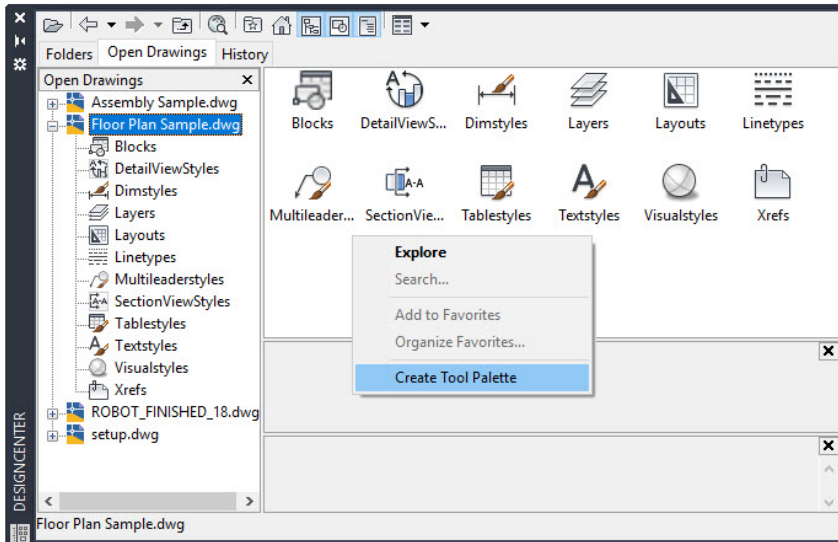 Folders Open Drawings History
Open Drawings
Assembly Sample.dwg
Floor Plan Sample.dwg
Blocks
DetailViewStyles
Dimstyles
Layers
Layouts
Linetypes
Multileaderstyles
SectionViewStyles
Tablestyles
Textstyles
Visualstyles
Xrefs
ROBOT_FINISHED_18.dwg
setup.dwg
Blocks DetailViewS... Dimstyles Layers Layouts Linetypes
A-A
Multileader... SectionVie... Tablestyles Textstyles Visualstyles Xrefs
Explore
Search...
Add to Favorites
Organize Favorites...
Create Tool Palette
DESIGNCENTER
Floor Plan Sample.dwg